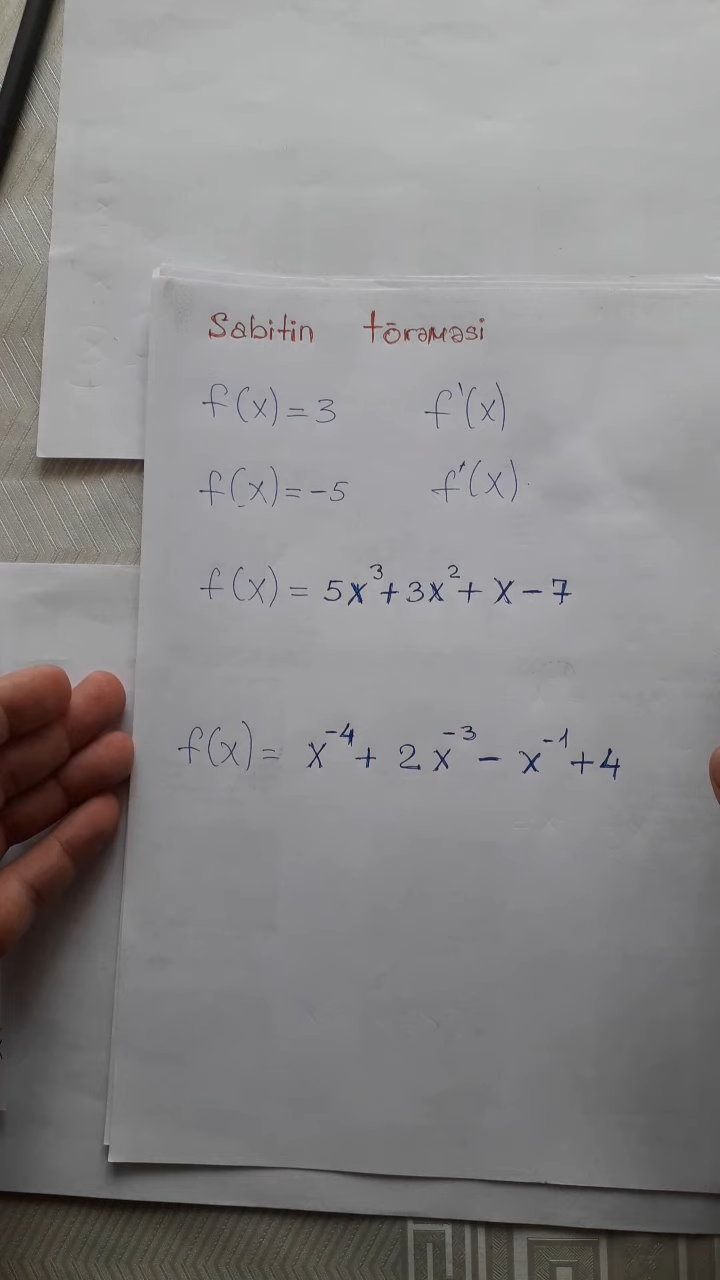 Sabitin törəməsi
f(x) = 3 f'(x)
f(x) = -5 f'(x)
f(x) = 5x³ + 3x² + x - 7
f(x) = x⁻⁴ + 2x⁻³ - x⁻¹ + 4